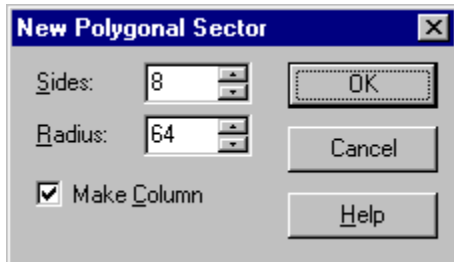 New Polygonal Sector
Sides: 8
OK
Radius: 64
Cancel
Make Column
Help